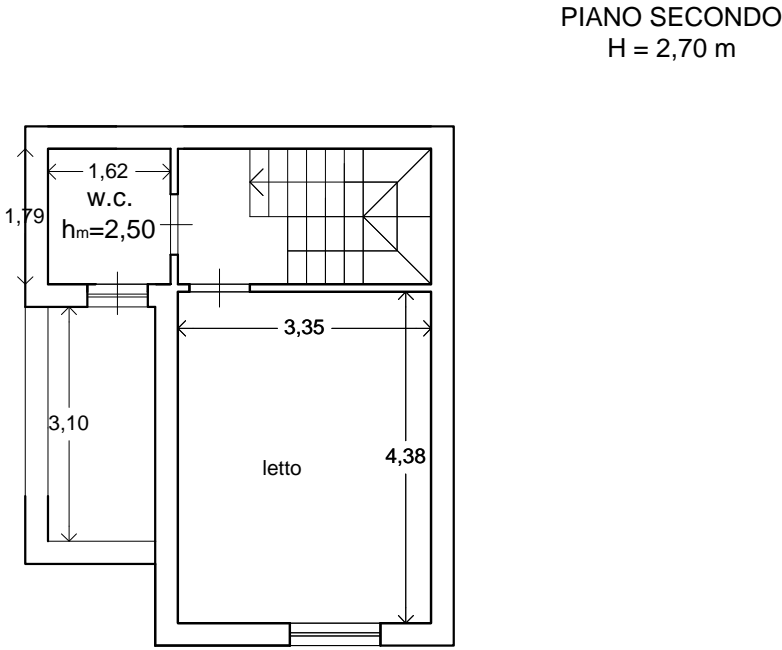 PIANO SECONDO
H = 2,70 m
1,62
w.c.
1,79
hm=2,50
3,35
3,10
4,38
letto